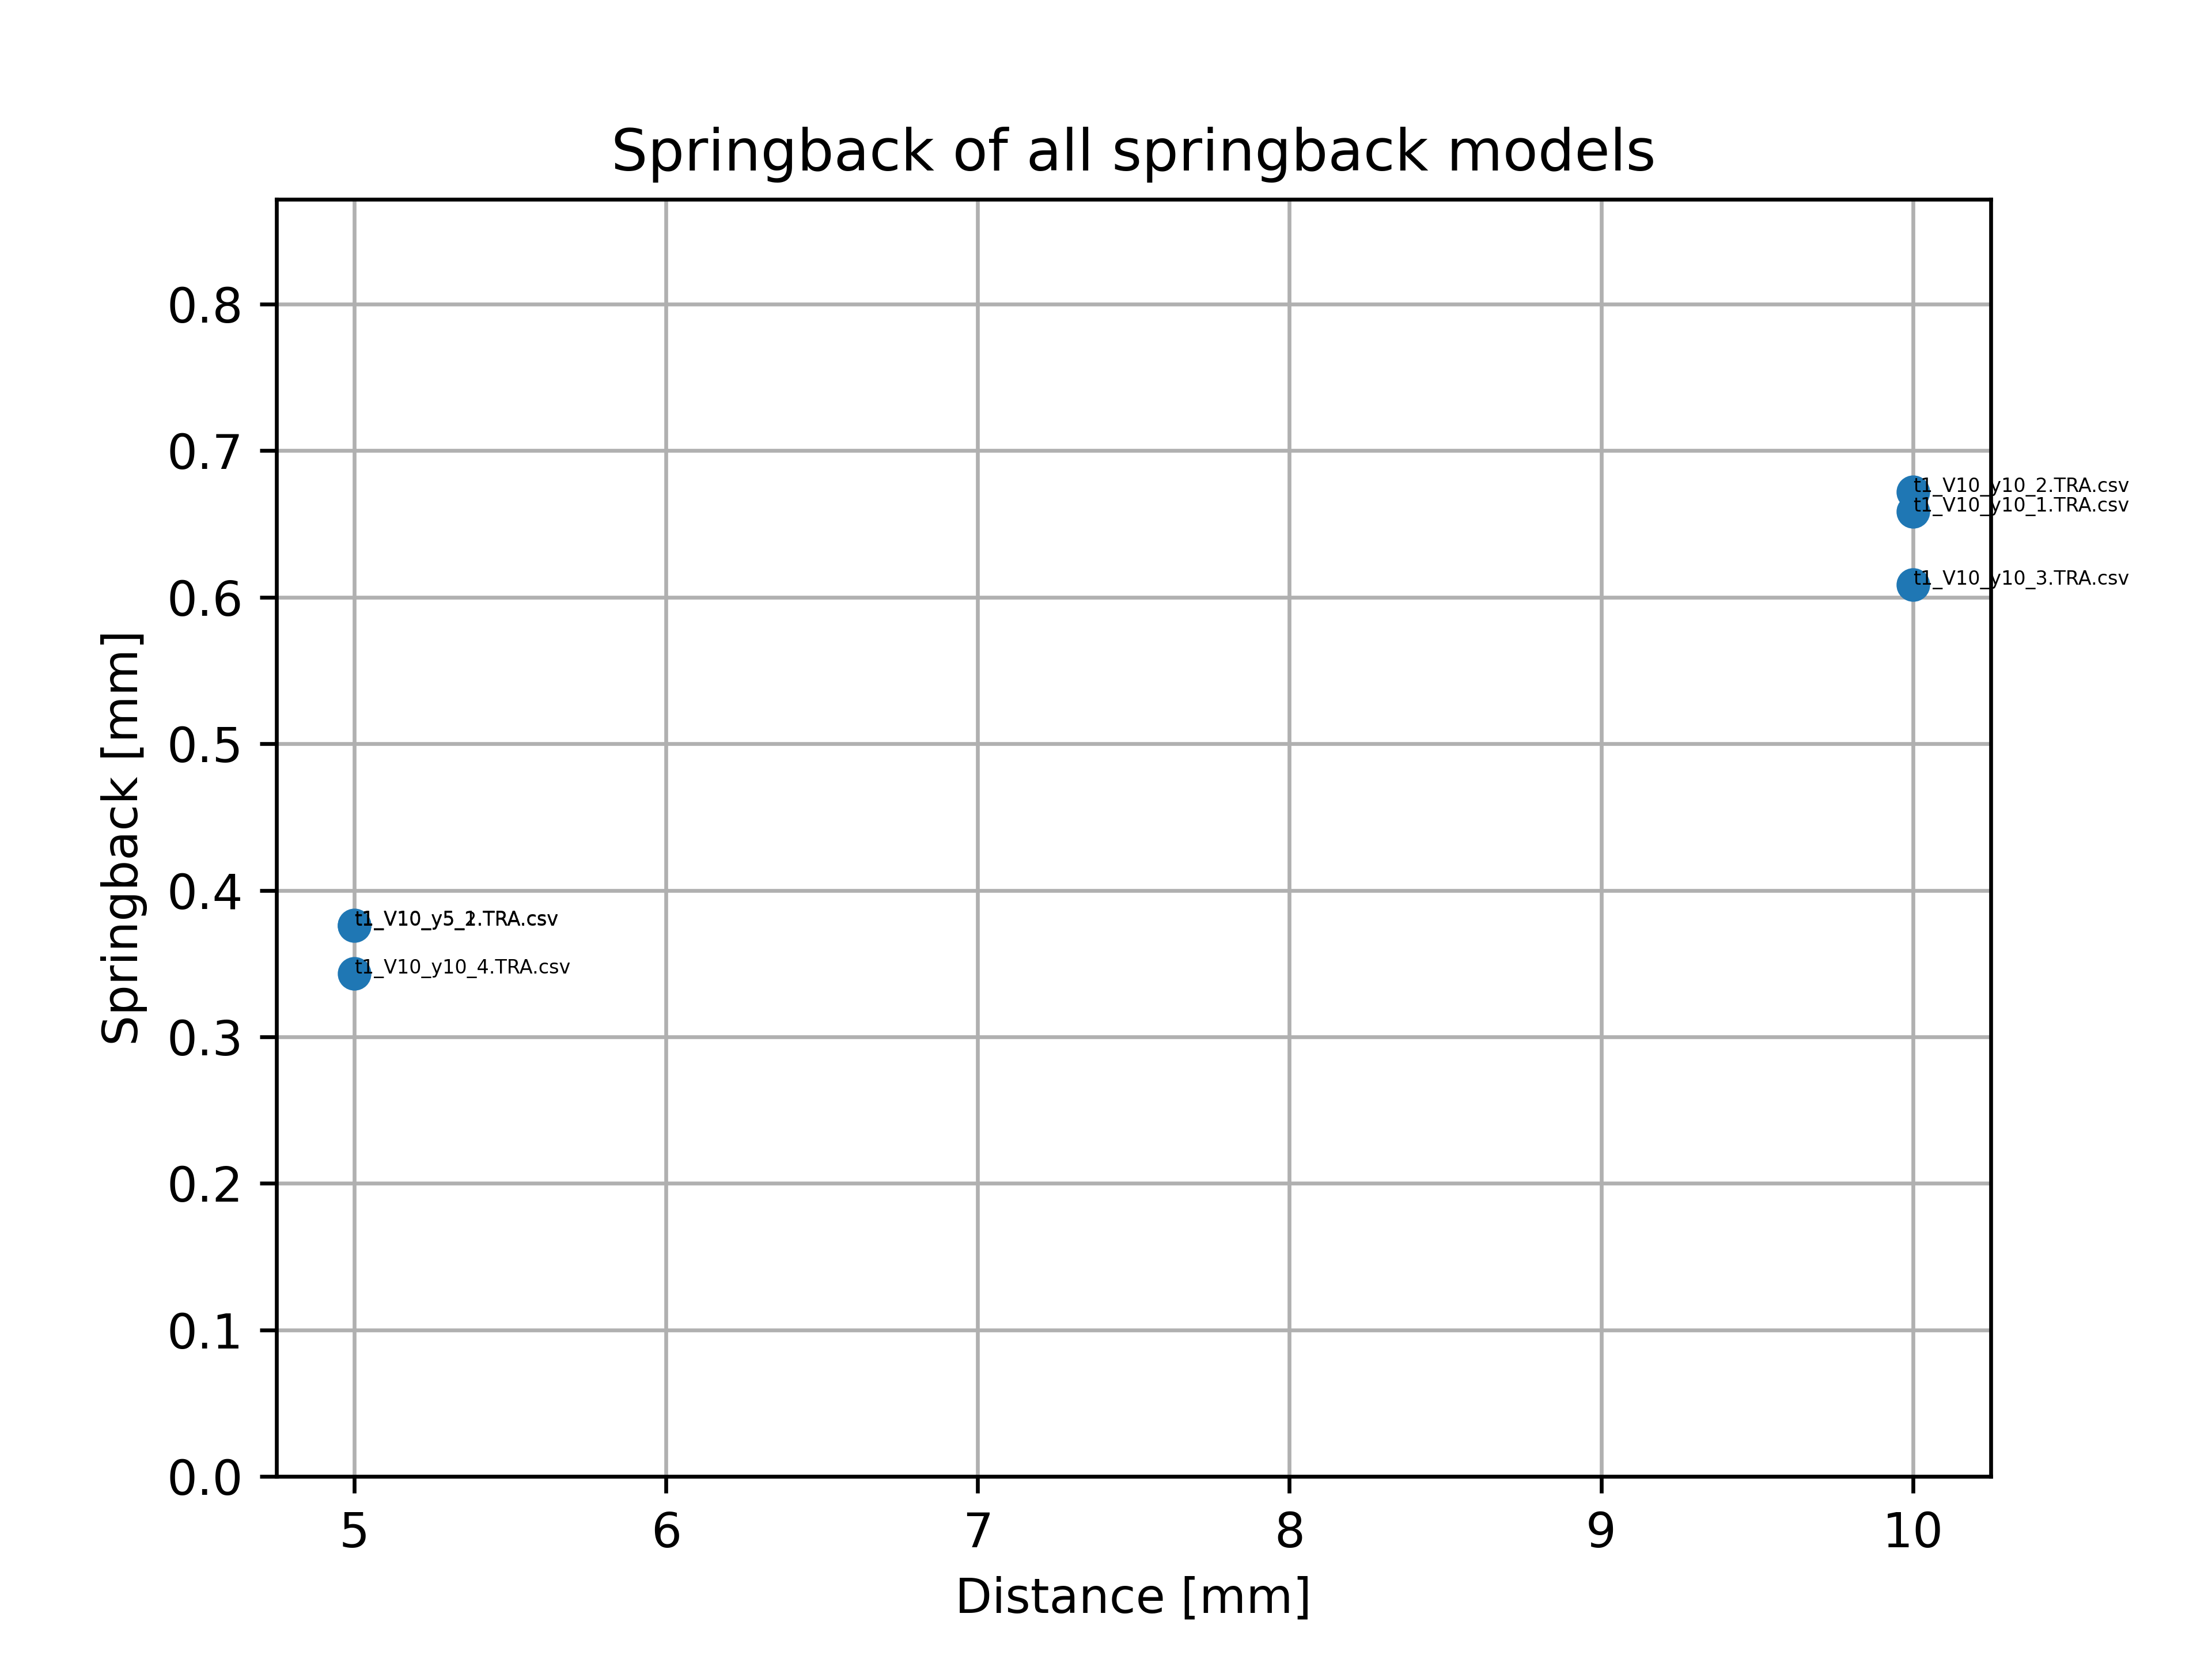 Springback of all springback models
Springback [mm]
0.8
0.7
0.6
0.5
0.4
0.3
0.2
0.1
0.0
t1_V10_y10_2.TRA.csv
t1_V10_y10_1.TRA.csv
t1_V10_y10_3.TRA.csv
t1_V10_y10_4.TRA.csv
5 6 7 8 9 10
Distance [mm]